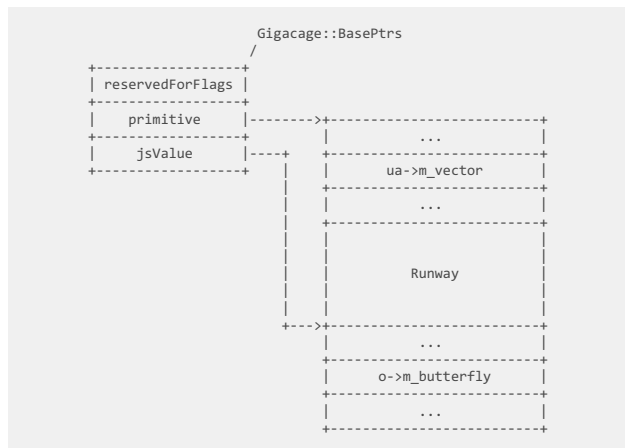 Gigacage::BasePtrs
/
+------------------+
| reservedForFlags |
+------------------+
|    primitive     |-------->+-------------------------+
+------------------+         |           ...           |
|     jsValue      |----+    +-------------------------+
+------------------+    |    |      ua->m_vector       |
                        |    +-------------------------+
                        |    |           ...           |
                        |    +-------------------------+
                        |    |                         |
                        |    |                         |
                        |    |         Runway          |
                        |    |                         |
                        |    |                         |
                        +--->+-------------------------+
                             |           ...           |
                             +-------------------------+
                             |      o->m_butterfly     |
                             +-------------------------+
                             |           ...           |
                             +-------------------------+